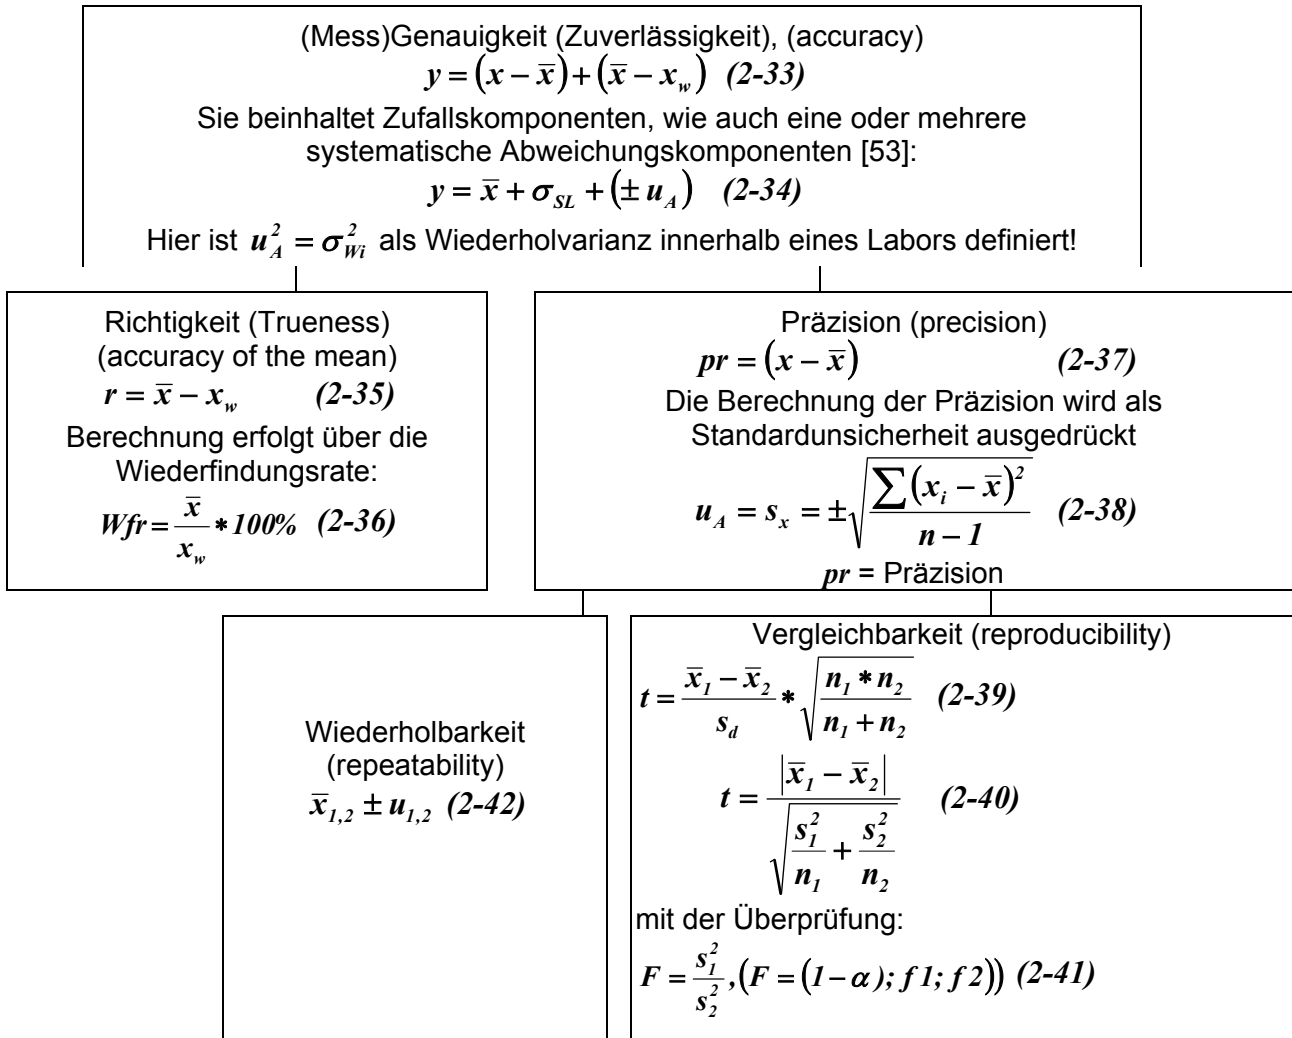 (Mess)Genauigkeit (Zuverlässigkeit), (accuracy)
y = (x − x̄) + (x̄ − x_w) (2-33)
Sie beinhaltet Zufallskomponenten, wie auch eine oder mehrere
systematische Abweichungskomponenten [53]:
y = x̄ + σ_SL + (± u_A) (2-34)
Hier ist u_A² = σ_Wi² als Wiederholvarianz innerhalb eines Labors definiert!
Richtigkeit (Trueness)
(accuracy of the mean)
r = x̄ − x_w (2-35)
Berechnung erfolgt über die
Wiederfindungsrate:
Wfr = x̄ / x_w * 100% (2-36)
Präzision (precision)
pr = (x − x̄) (2-37)
Die Berechnung der Präzision wird als
Standardunsicherheit ausgedrückt
u_A = s_x = ±√(∑(x_i − x̄)² / (n − 1)) (2-38)
pr = Präzision
Wiederholbarkeit
(repeatability)
x̄_1,2 ± u_1,2 (2-42)
Vergleichbarkeit (reproducibility)
t = (x̄_1 − x̄_2) / s_d * √(n_1 * n_2 / (n_1 + n_2)) (2-39)
t = |x̄_1 − x̄_2| / √(s_1² / n_1 + s_2² / n_2) (2-40)
mit der Überprüfung:
F = s_1² / s_2², (F = (1 − α); f1; f2)) (2-41)